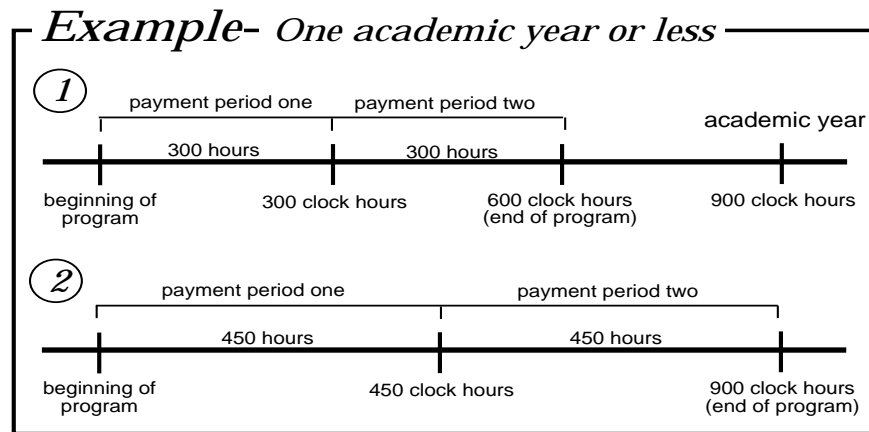 Example- One academic year or less
1
payment period one payment period two
academic year
300 hours 300 hours
beginning of
program
300 clock hours
600 clock hours
(end of program)
900 clock hours
2
payment period one payment period two
450 hours 450 hours
beginning of
program
450 clock hours
900 clock hours
(end of program)